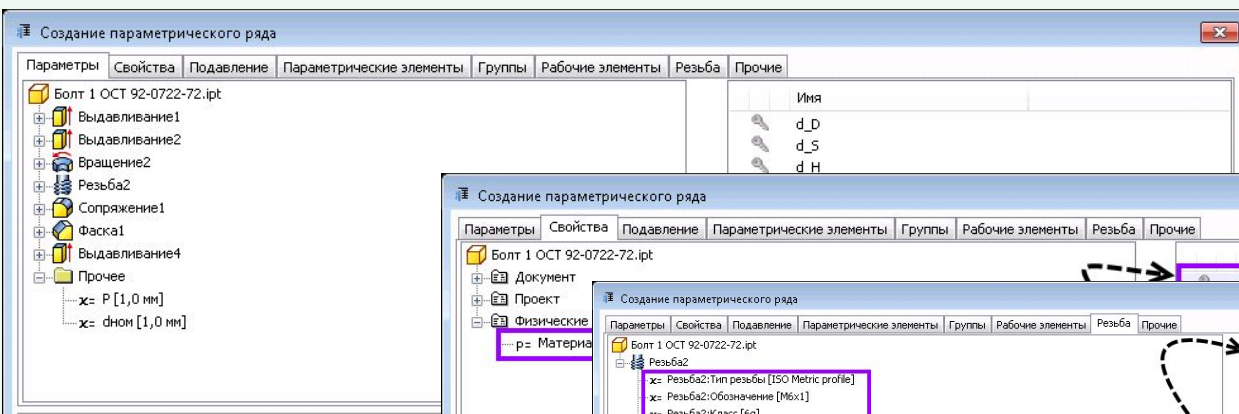 Создание параметрического ряда
Параметры Свойства Подавление Параметрические элементы Группы Рабочие элементы Резьба Прочие
Болт 1 ОСТ 92-0722-72.ipt
Выдавливание1
Выдавливание2
Вращение2
Резьба2
Сопряжение1
Фаска1
Выдавливание4
Прочее
x= P [1,0 мм]
x= dном [1,0 мм]
Имя
d_D
d_S
d_H
Создание параметрического ряда
Параметры Свойства Подавление Параметрические элементы Группы Рабочие элементы Резьба Прочие
Болт 1 ОСТ 92-0722-72.ipt
Документ
Проект
Физические
p= Материа
Создание параметрического ряда
Параметры Свойства Подавление Параметрические элементы Группы Рабочие элементы Резьба Прочие
Болт 1 ОСТ 92-0722-72.ipt
Резьба2
x= Резьба2:Тип резьбы [ISO Metric profile]
x= Резьба2:Обозначение [M6x1]
x= Резьба2:Класс [6g]